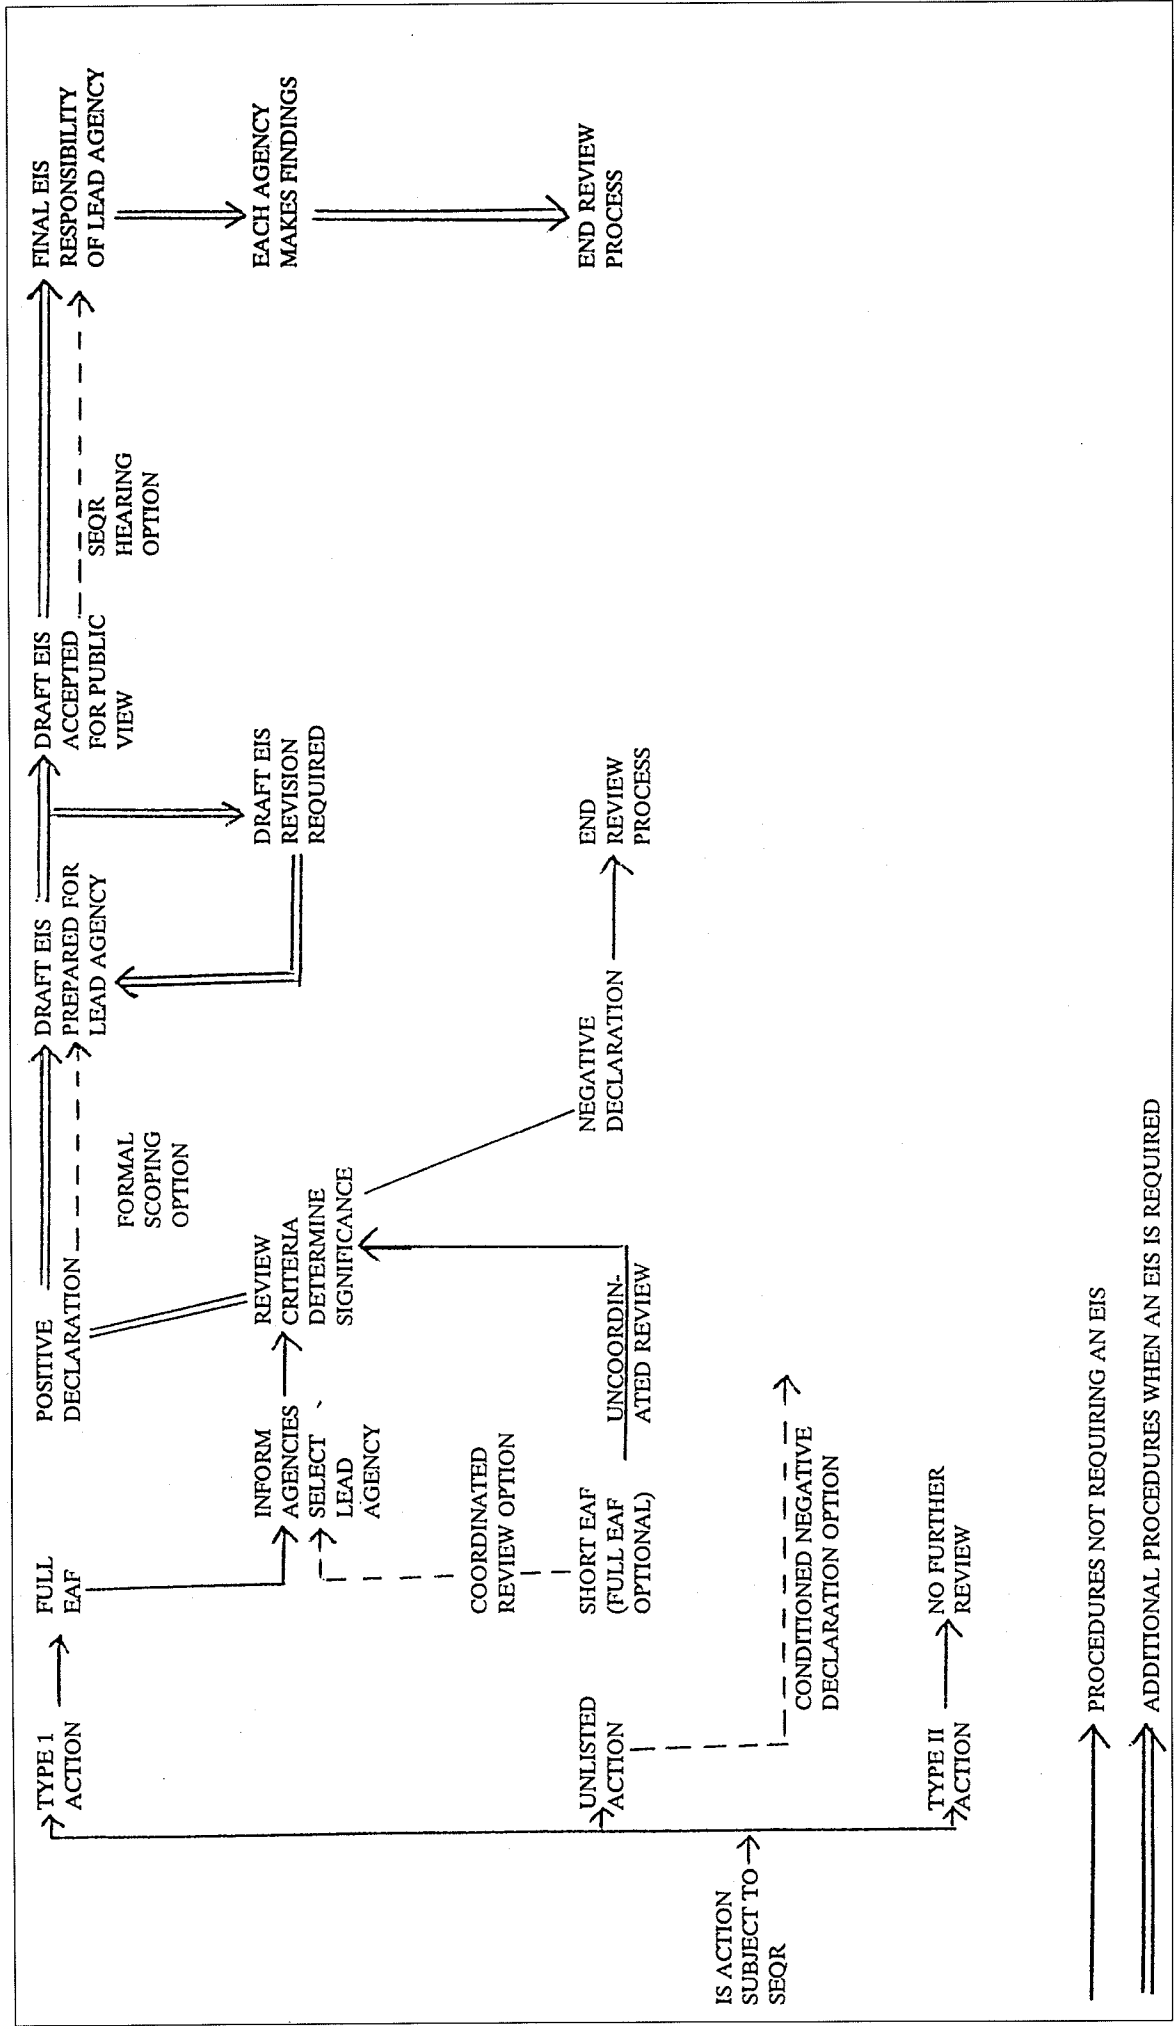 IS ACTION
SUBJECT TO
SEQR
TYPE 1
ACTION
FULL
EAF
INFORM
AGENCIES
SELECT
LEAD
AGENCY
REVIEW
CRITERIA
DETERMINE
SIGNIFICANCE
POSITIVE
DECLARATION
FORMAL
SCOPING
OPTION
DRAFT EIS
PREPARED FOR
LEAD AGENCY
DRAFT EIS
REVISION
REQUIRED
DRAFT EIS
ACCEPTED
FOR PUBLIC
VIEW
SEQR
HEARING
OPTION
FINAL EIS
RESPONSIBILITY
OF LEAD AGENCY
EACH AGENCY
MAKES FINDINGS
END REVIEW
PROCESS
UNLISTED
ACTION
SHORT EAF
(FULL EAF
OPTIONAL)
COORDINATED
REVIEW OPTION
UNCOORDIN-
ATED REVIEW
NEGATIVE
DECLARATION
END
REVIEW
PROCESS
CONDITIONED NEGATIVE
DECLARATION OPTION
TYPE II
ACTION
NO FURTHER
REVIEW
PROCEDURES NOT REQUIRING AN EIS
ADDITIONAL PROCEDURES WHEN AN EIS IS REQUIRED